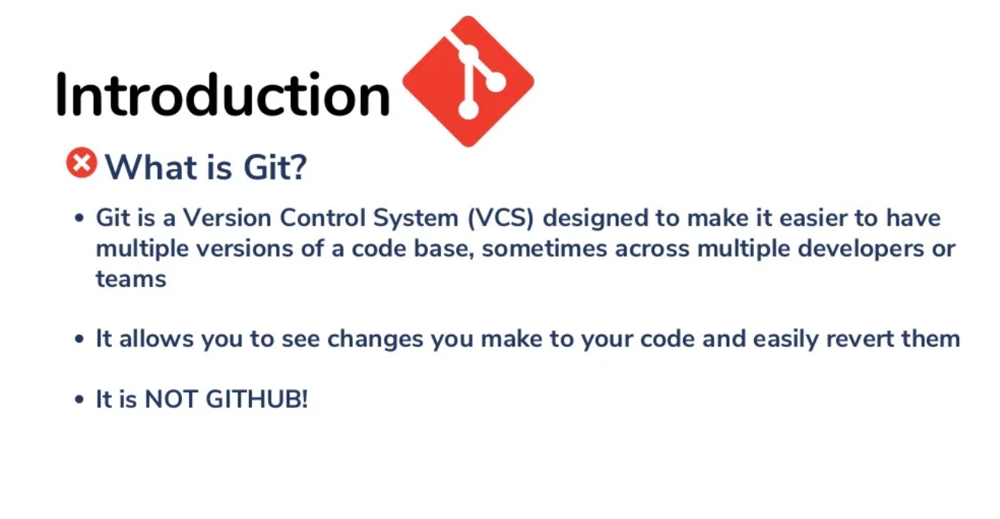 Introduction
What is Git?
• Git is a Version Control System (VCS) designed to make it easier to have
multiple versions of a code base, sometimes across multiple developers or
teams
• It allows you to see changes you make to your code and easily revert them
• It is NOT GITHUB!